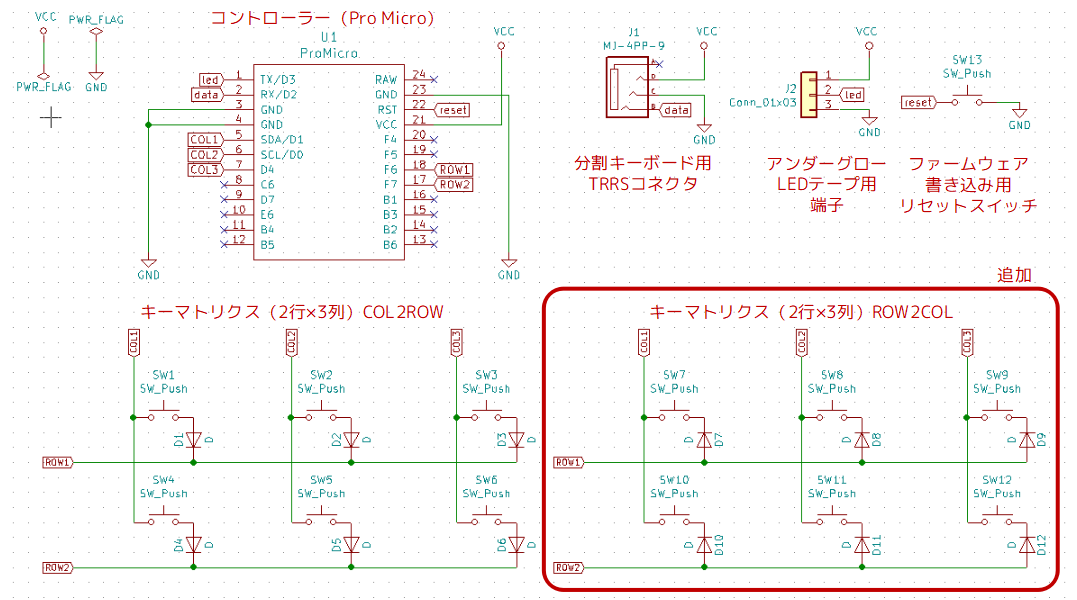 VCC
PWR_FLAG
PWR_FLAG
GND
コントローラー（Pro Micro）
U1
ProMicro
led 1 TX/D3
data 2 RX/D2
3 GND
4 GND
COL1 5 SDA/D1
COL2 6 SCL/D0
COL3 7 D4
8 C6
9 D7
10 E6
11 B4
12 B5
RAW 24
GND 23
RST 22 reset
VCC 21
F4 20
F5 19
F6 18 ROW1
F7 17 ROW2
B1 16
B3 15
B2 14
B6 13
VCC
GND
GND
J1
MJ-4PP-9
VCC
A
D
C
B
data
GND
分割キーボード用
TRRSコネクタ
VCC
J2
Conn_01x03
1
2 led
3
GND
アンダーグロー
LEDテープ用
端子
SW13
SW_Push
reset
GND
ファームウェア
書き込み用
リセットスイッチ
キーマトリクス（2行×3列）COL2ROW
COL1
COL2
COL3
SW1
SW_Push
SW2
SW_Push
SW3
SW_Push
D1 D
D2 D
D3 D
ROW1
SW4
SW_Push
SW5
SW_Push
SW6
SW_Push
D4 D
D5 D
D6 D
ROW2
追加
キーマトリクス（2行×3列）ROW2COL
COL1
COL2
COL3
SW7
SW_Push
SW8
SW_Push
SW9
SW_Push
D D7
D D8
D D9
ROW1
SW10
SW_Push
SW11
SW_Push
SW12
SW_Push
D D10
D D11
D D12
ROW2